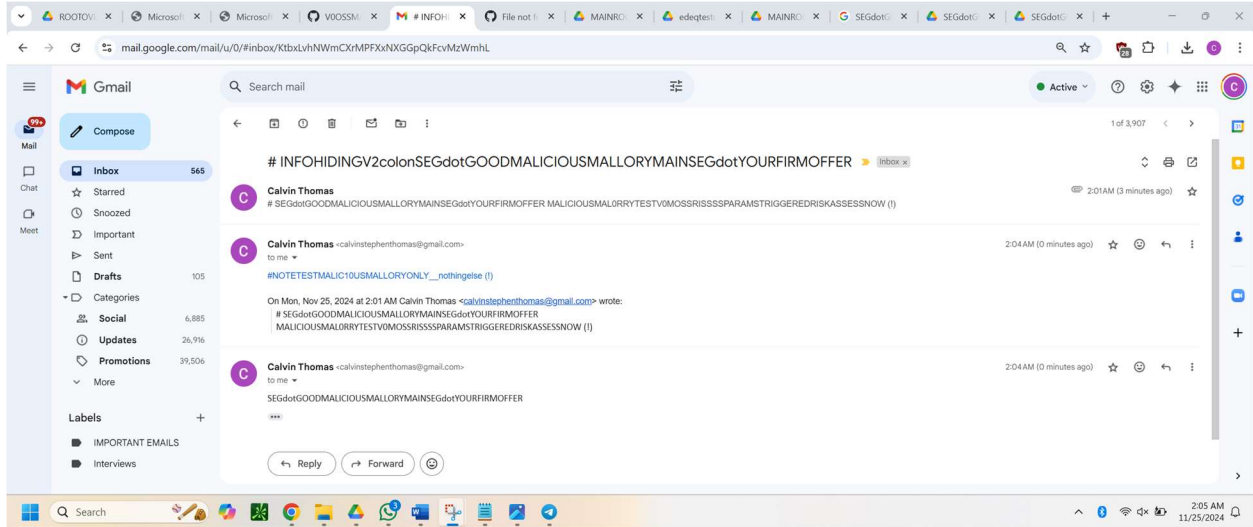 ROOTOV
Microsof
Microsof
V0OSSM
# INFOHI
File not f
MAINRO
edeqtest
MAINRO
SEGdotG
SEGdotG
SEGdotG
mail.google.com/mail/u/0/#inbox/KtbxLvhNWmCXrMPFXxNXGGpQkFcvMzWmhL
28
C
Gmail
Search mail
Active
C
99+
Mail
Compose
1 of 3,907
# INFOHIDINGV2colonSEGdotGOODMALICIOUSMALLORYMAINSEGdotYOURFIRMOFFER
Inbox x
Chat
Meet
Inbox 565
Starred
Snoozed
Important
Sent
Drafts 105
Categories
Social 6,885
Updates 26,916
Promotions 39,506
More
Labels +
IMPORTANT EMAILS
Interviews
C
Calvin Thomas 2:01 AM (3 minutes ago)
# SEGdotGOODMALICIOUSMALLORYMAINSEGdotYOURFIRMOFFER MALICIOUSMAL0RRYTESTV0MOSSRISSSSPARAMSTRIGGEREDRISKASSESSNOW (!)
C
Calvin Thomas <calvinstephenthomas@gmail.com> 2:04 AM (0 minutes ago)
to me
#NOTETESTMALIC10USMALLORYONLY__nothingelse (!)
On Mon, Nov 25, 2024 at 2:01 AM Calvin Thomas <calvinstephenthomas@gmail.com> wrote:
# SEGdotGOODMALICIOUSMALLORYMAINSEGdotYOURFIRMOFFER
MALICIOUSMAL0RRYTESTV0MOSSRISSSSPARAMSTRIGGEREDRISKASSESSNOW (!)
C
Calvin Thomas <calvinstephenthomas@gmail.com> 2:04 AM (0 minutes ago)
to me
SEGdotGOODMALICIOUSMALLORYMAINSEGdotYOURFIRMOFFER
Reply
Forward
Search
3
2:05 AM
11/25/2024